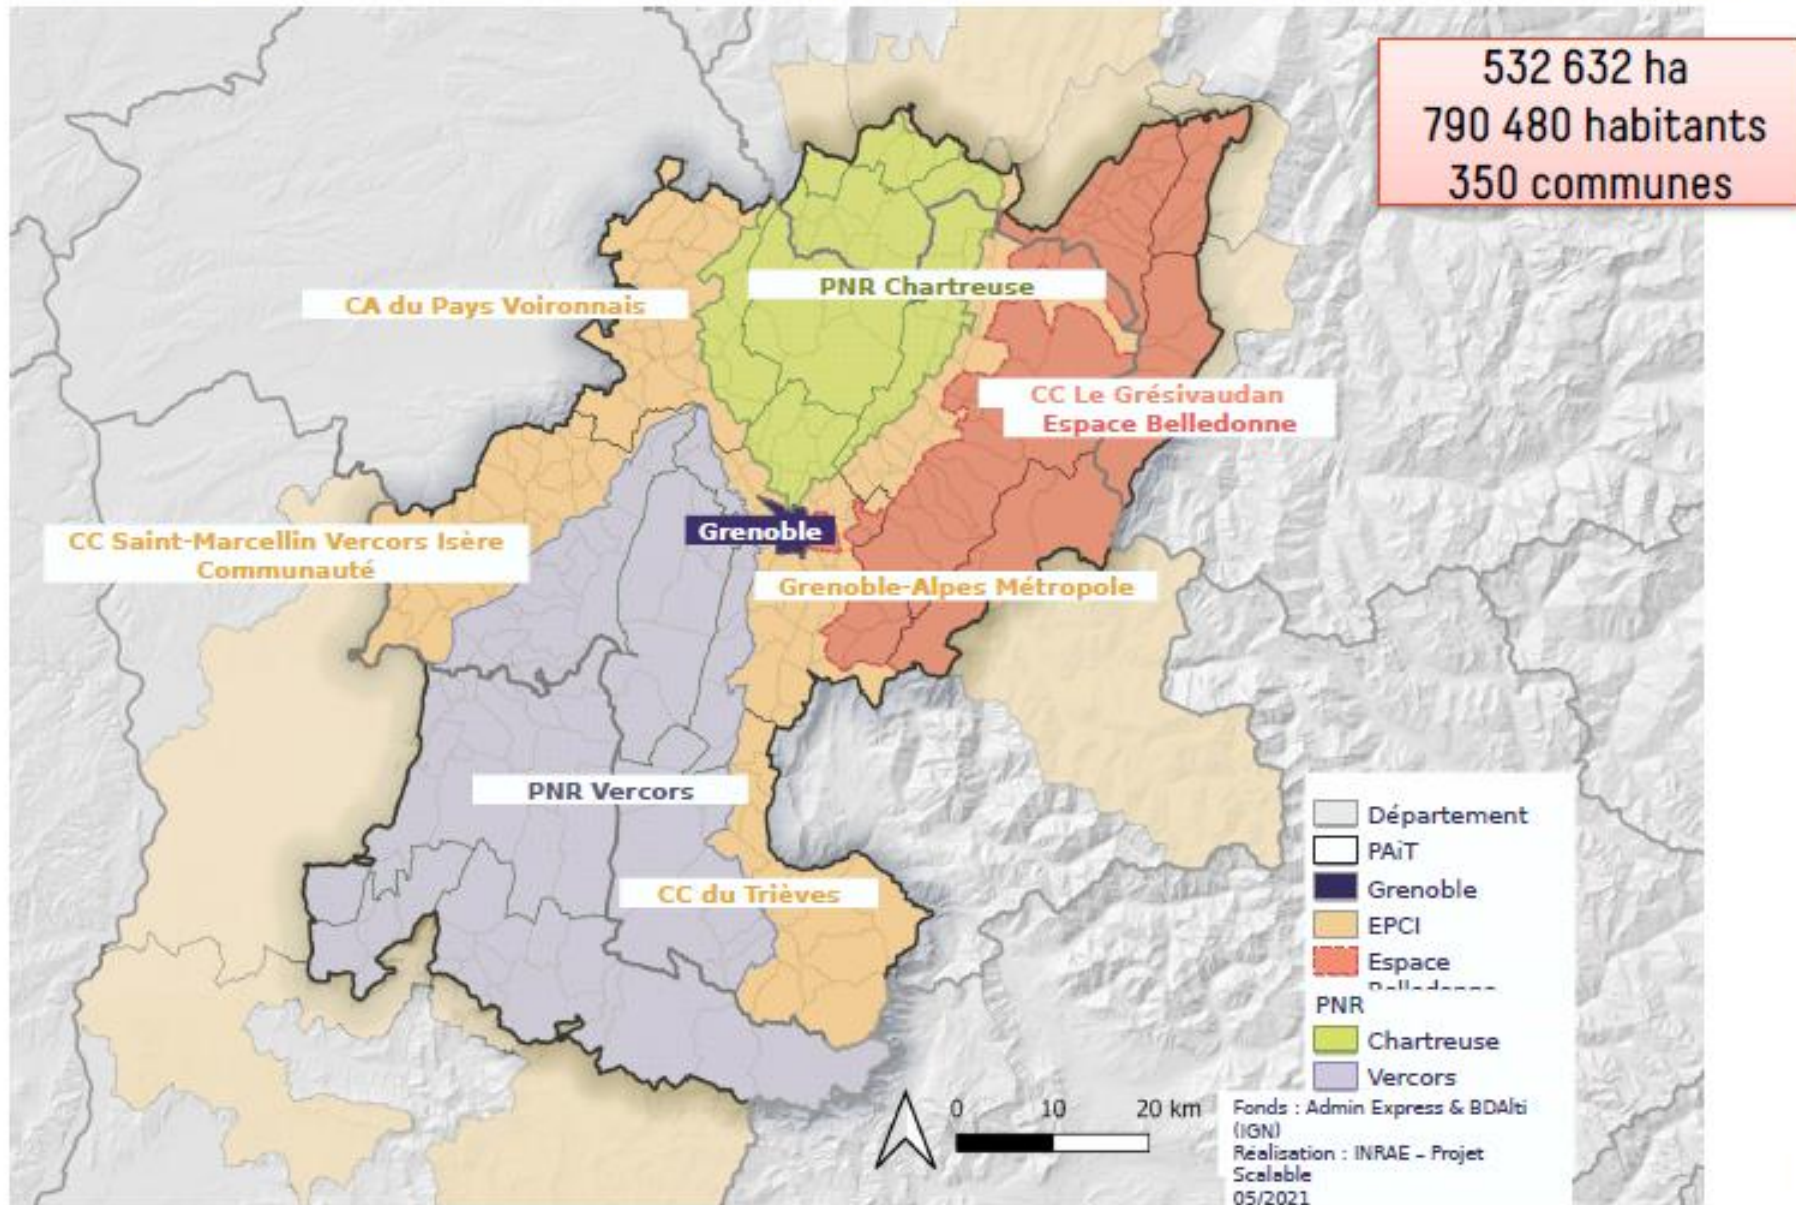 532 632 ha
790 480 habitants
350 communes
CA du Pays Voironnais
PNR Chartreuse
CC Le Grésivaudan
Espace Belledonne
Grenoble
CC Saint-Marcellin Vercors Isère
Communauté
Grenoble-Alpes Métropole
PNR Vercors
CC du Trièves
Département
PAiT
Grenoble
EPCI
Espace
PNR
Chartreuse
Vercors
0 10 20 km
Fonds : Admin Express & BDAlti
(IGN)
Réalisation : INRAE - Projet
Scalable
05/2021